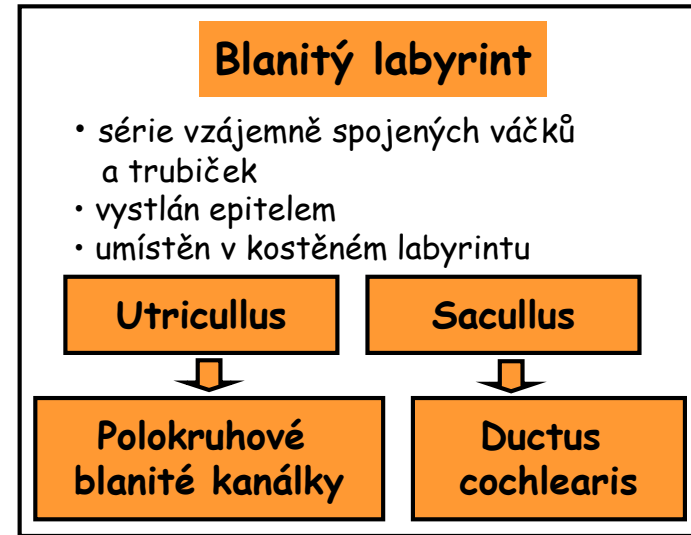 Blanitý labyrint
• série vzájemně spojených váčků
a trubiček
• vystlán epitelem
• umístěn v kostěném labyrintu
Utricullus
Sacullus
Polokruhové
blanité kanálky
Ductus
cochlearis